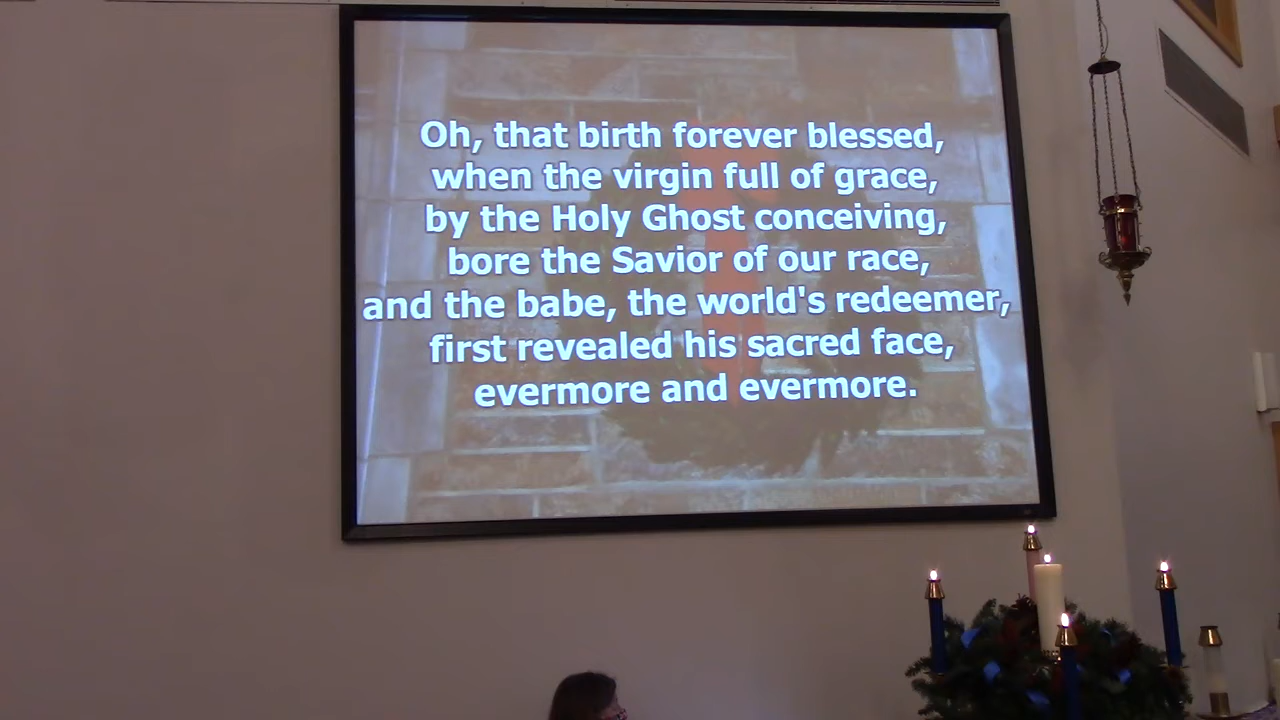 Oh, that birth forever blessed,
when the virgin full of grace,
by the Holy Ghost conceiving,
bore the Savior of our race,
and the babe, the world's redeemer,
first revealed his sacred face,
evermore and evermore.